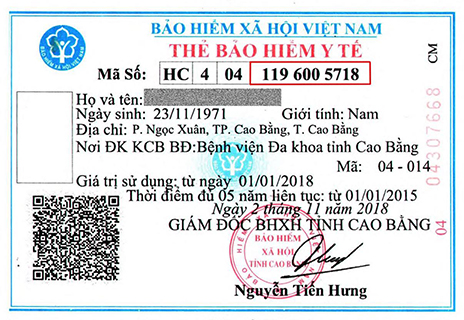 BẢO HIỂM XÃ HỘI VIỆT NAM
THẺ BẢO HIỂM Y TẾ
BẢO HIỂM XÃ HỘI VIỆT NAM
Mã Số: HC 4 04 119 600 5718
Họ và tên:
Ngày sinh: 23/11/1971 Giới tính: Nam
Địa chỉ: P. Ngọc Xuân, TP. Cao Bằng, T. Cao Bằng
Nơi ĐK KCB BĐ:Bệnh viện Đa khoa tỉnh Cao Bằng
Mã: 04 - 014
Giá trị sử dụng: từ ngày 01/01/2018
Thời điểm đủ 05 năm liên tục: từ 01/01/2015
Ngày 2 tháng 11 năm 2018
GIÁM ĐỐC BHXH TỈNH CAO BẰNG
BẢO HIỂM
XÃ HỘI
TỈNH CAO BẰNG
Nguyễn Tiến Hưng
CM
04307668
04